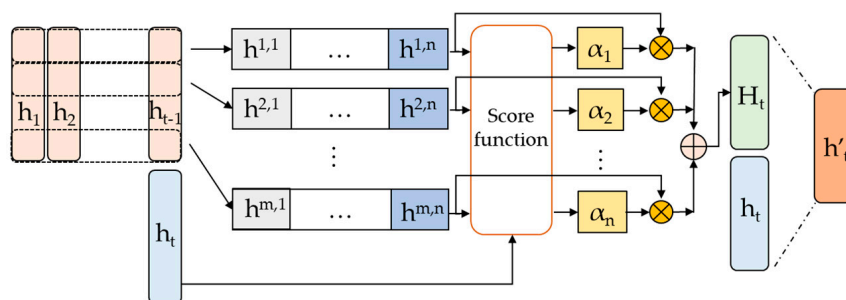 h₁ h₂ hₜ₋₁
hₜ
h¹,¹ … h¹,ⁿ
h²,¹ … h²,ⁿ
⋮
hᵐ,¹ … hᵐ,ⁿ
Score
function
α₁
α₂
⋮
αₙ
Hₜ
hₜ
h'ₜ